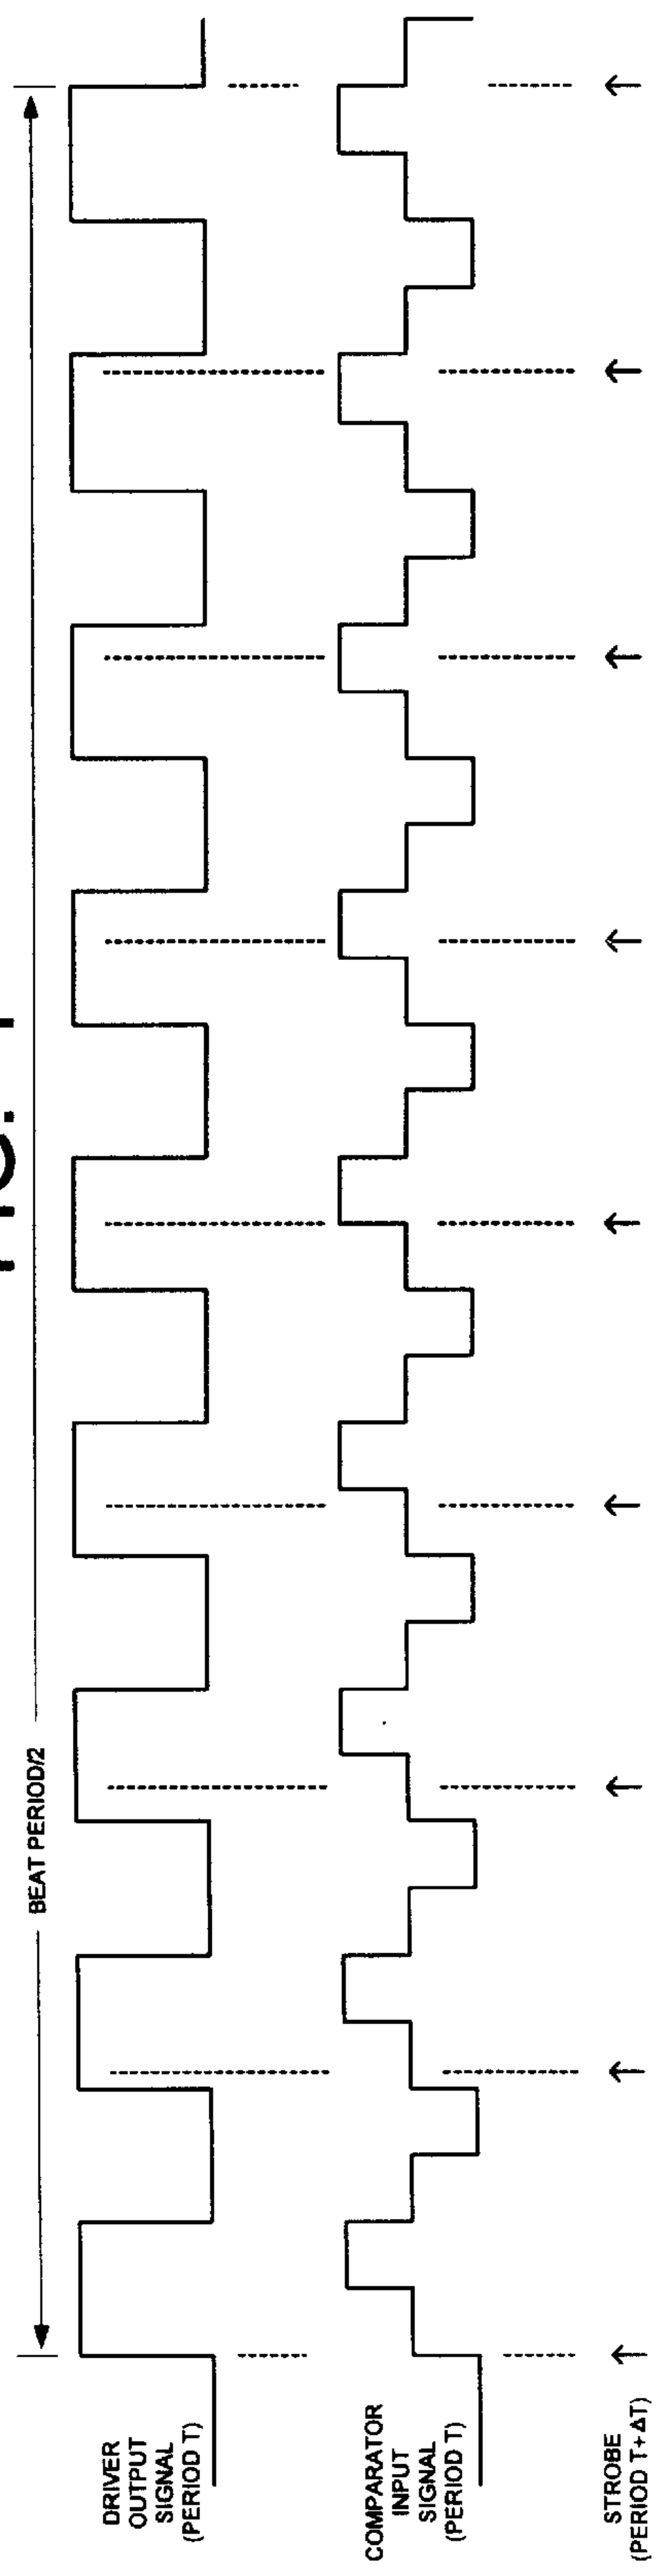 BEAT PERIOD/2
DRIVER
OUTPUT
SIGNAL
(PERIOD T)
COMPARATOR
INPUT
SIGNAL
(PERIOD T)
STROBE
(PERIOD T+ΔT)